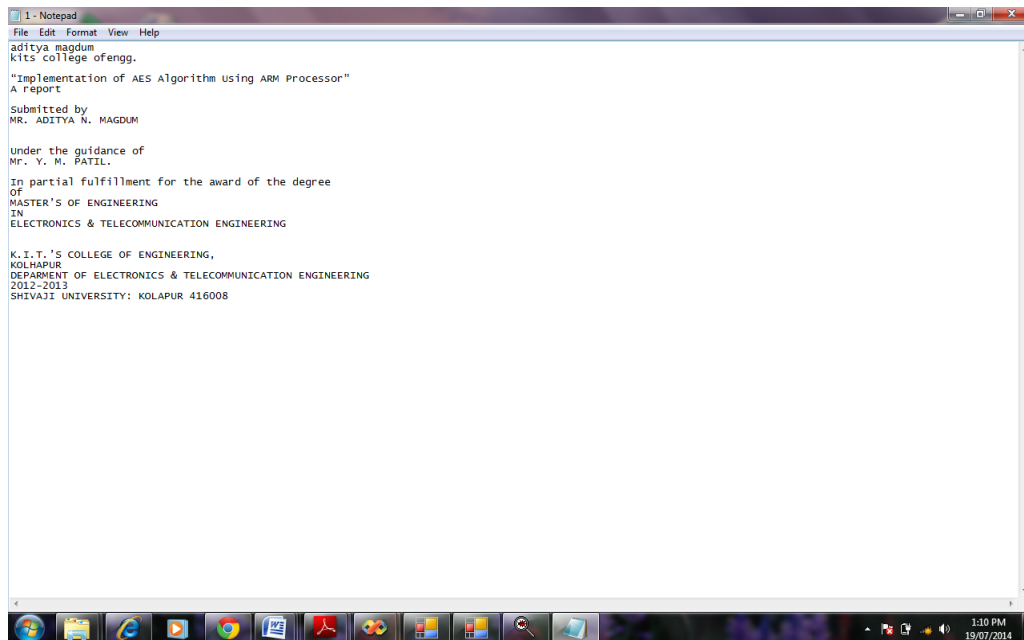 1 - Notepad
File Edit Format View Help
aditya magdum
kits college ofengg.
"Implementation of AES Algorithm Using ARM Processor"
A report
Submitted by
MR. ADITYA N. MAGDUM
Under the guidance of
Mr. Y. M. PATIL.
In partial fulfillment for the award of the degree
Of
MASTER'S OF ENGINEERING
IN
ELECTRONICS & TELECOMMUNICATION ENGINEERING
K.I.T.'S COLLEGE OF ENGINEERING,
KOLHAPUR
DEPARMENT OF ELECTRONICS & TELECOMMUNICATION ENGINEERING
2012-2013
SHIVAJI UNIVERSITY: KOLAPUR 416008
1:10 PM
19/07/2014